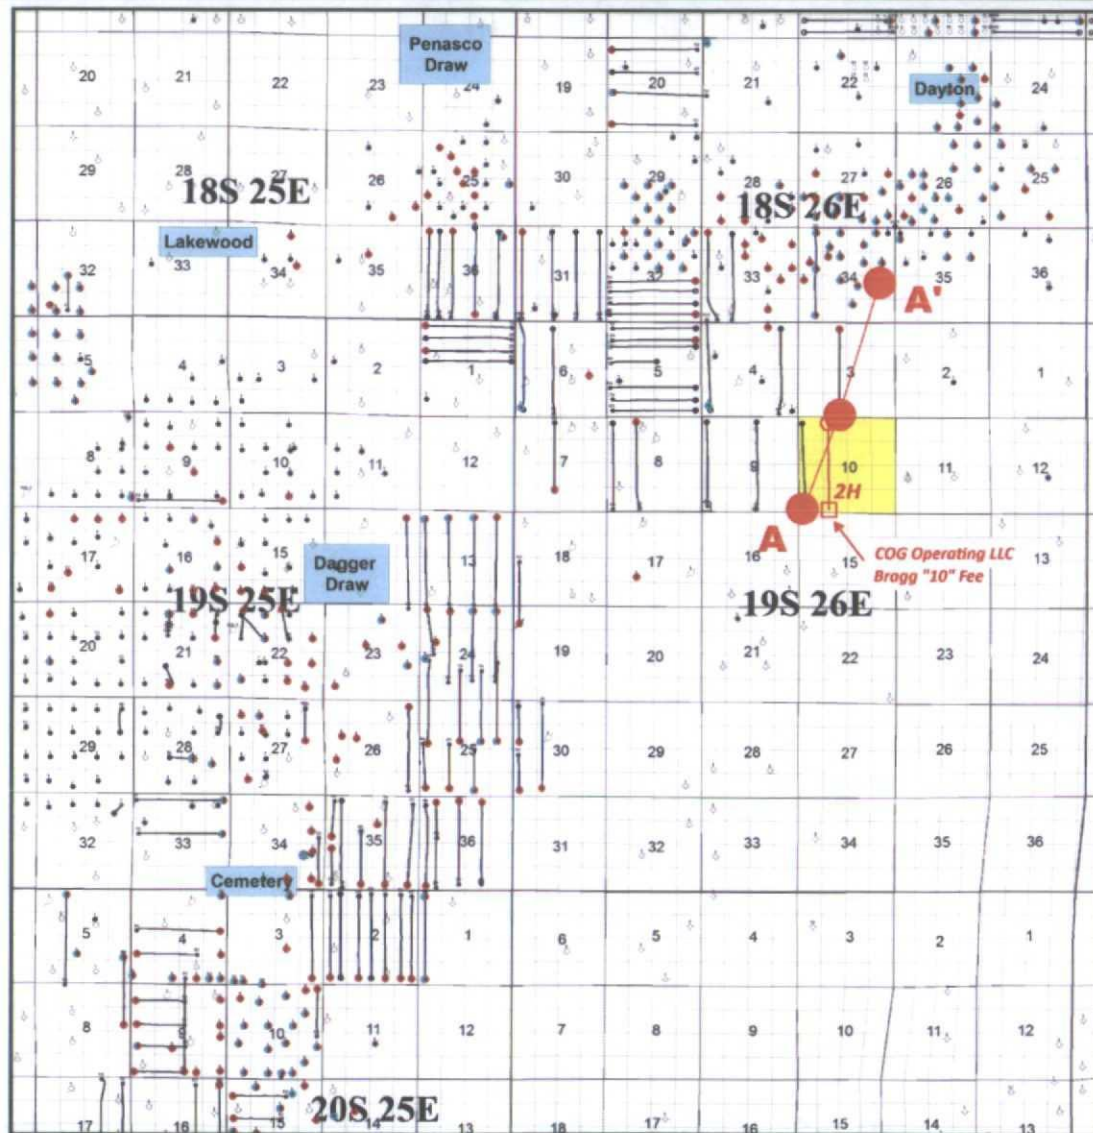 Penasco
Draw
20 21 22 23 24 19 20 21 22 Dayton 24
29 28 27 26 25 30 29 28 27 26 25
18S 25E 18S 26E
Lakewood
32 33 34 35 36 31 32 33 34 35 36
A'
5 4 3 2 1 6 5 4 3 2 1
8 9 10 11 12 7 8 9 10 11 12
2H
A
COG Operating LLC
Bragg "10" Fee
17 16 15 13 18 17 16 15 13
Dagger
Draw
19S 25E 19S 26E
20 21 22 23 24 19 20 21 22 23 24
29 28 27 26 25 30 29 28 27 26 25
32 33 34 35 36 31 32 33 34 35 36
Cemetery
5 4 3 2 1 6 5 4 3 2 1
8 10 11 12 7 8 9 10 11 12
20S 25E
17 16 15 14 13 18 17 16 15 14 13